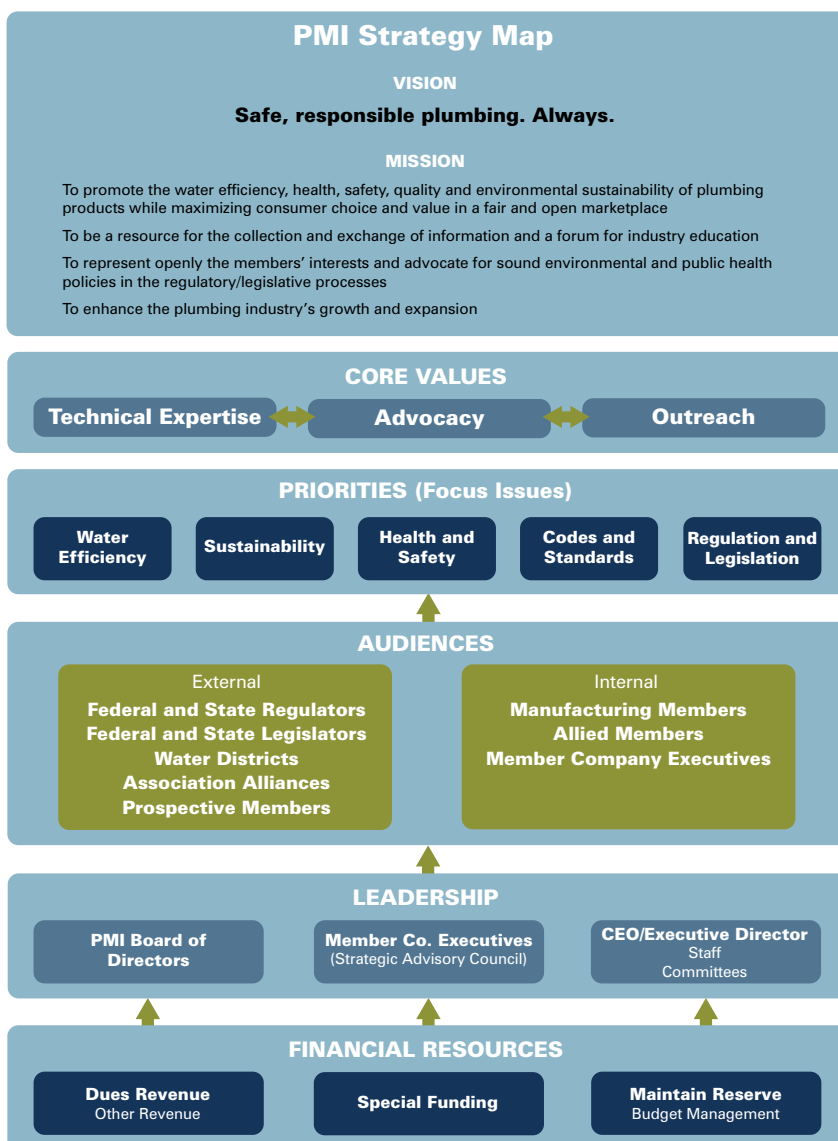 PMI Strategy Map
VISION
Safe, responsible plumbing. Always.
MISSION
To promote the water efficiency, health, safety, quality and environmental sustainability of plumbing
products while maximizing consumer choice and value in a fair and open marketplace
To be a resource for the collection and exchange of information and a forum for industry education
To represent openly the members’ interests and advocate for sound environmental and public health
policies in the regulatory/legislative processes
To enhance the plumbing industry’s growth and expansion
CORE VALUES
Technical Expertise
Advocacy
Outreach
PRIORITIES (Focus Issues)
Water
Efficiency
Sustainability
Health and
Safety
Codes and
Standards
Regulation and
Legislation
AUDIENCES
External
Federal and State Regulators
Federal and State Legislators
Water Districts
Association Alliances
Prospective Members
Internal
Manufacturing Members
Allied Members
Member Company Executives
LEADERSHIP
PMI Board of
Directors
Member Co. Executives
(Strategic Advisory Council)
CEO/Executive Director
Staff
Committees
FINANCIAL RESOURCES
Dues Revenue
Other Revenue
Special Funding
Maintain Reserve
Budget Management